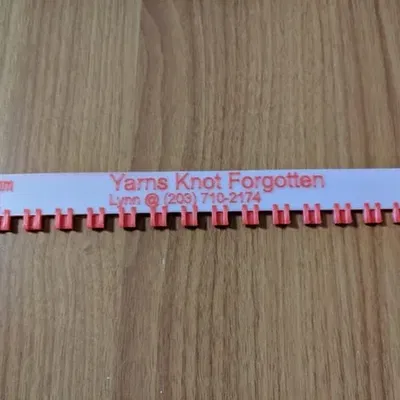 Yarns Knot Forgotten
Lynn @ (203) 710-2174